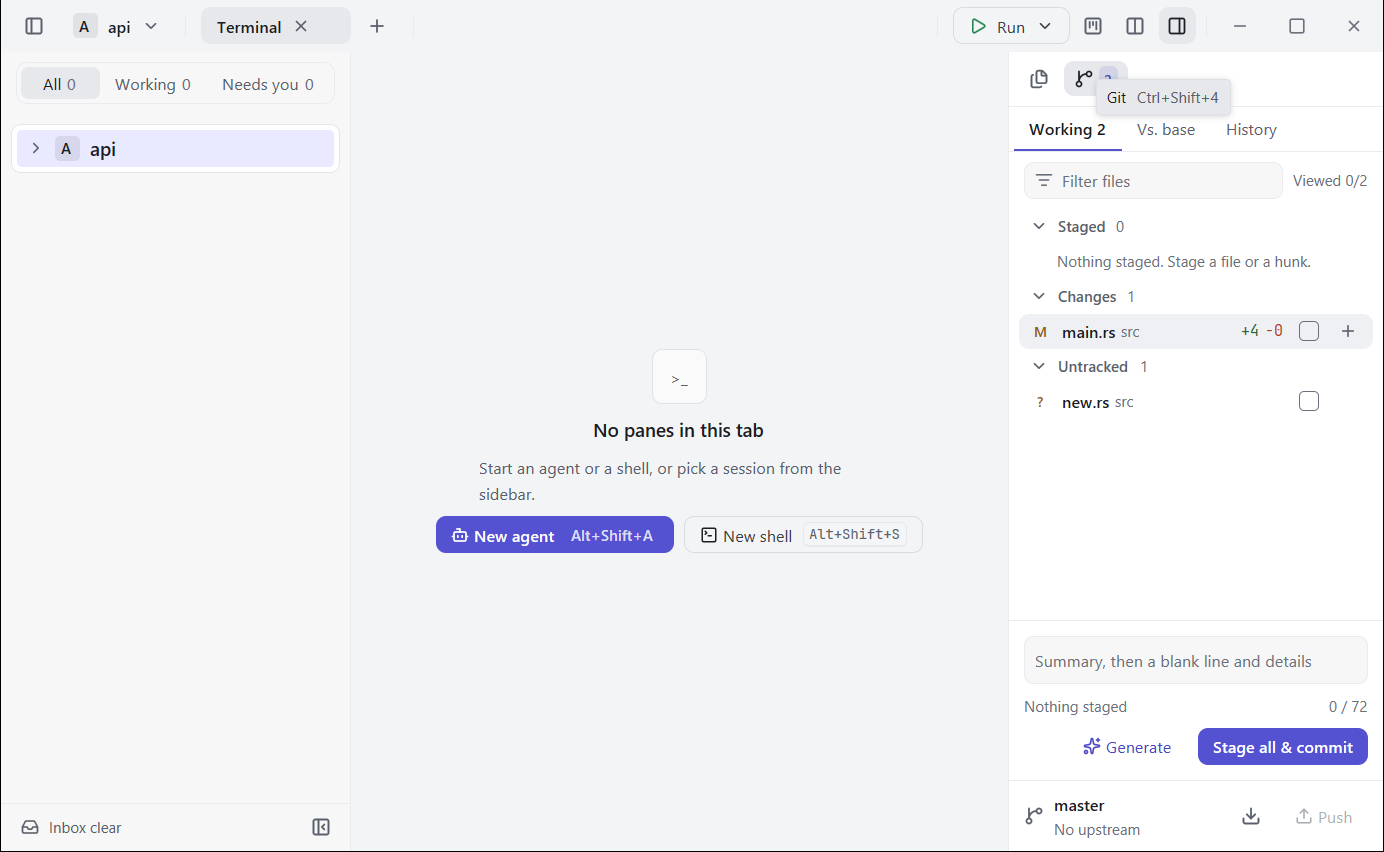 A api
Terminal
Run
All 0
Working 0
Needs you 0
A api
>_
No panes in this tab
Start an agent or a shell, or pick a session from the
sidebar.
New agent Alt+Shift+A
New shell Alt+Shift+S
Inbox clear
Git Ctrl+Shift+4
Working 2
Vs. base
History
Filter files
Viewed 0/2
Staged 0
Nothing staged. Stage a file or a hunk.
Changes 1
M main.rs src +4 -0
Untracked 1
? new.rs src
Summary, then a blank line and details
Nothing staged
0 / 72
Generate
Stage all & commit
master
No upstream
Push